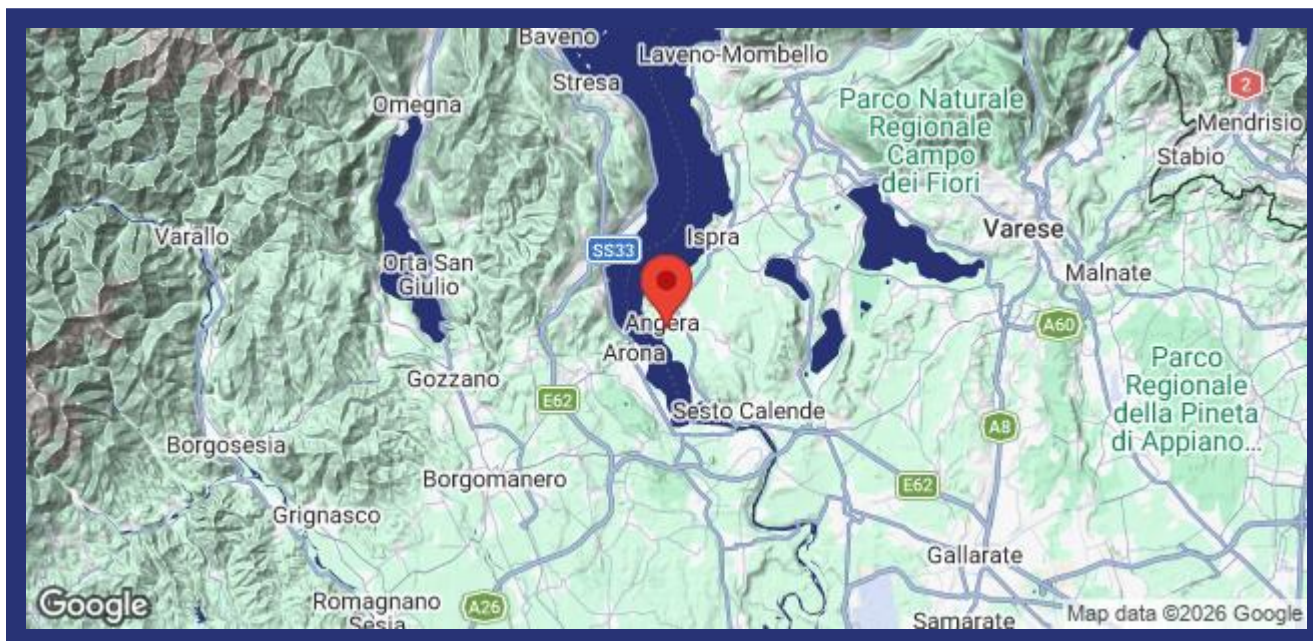 Baveno
Laveno-Mombello
Stresa
Omegna
Parco Naturale
Regionale
Campo
dei Fiori
2
Mendrisio
Stabio
Varallo
Ispra
SS33
Varese
Orta San
Giulio
Malnate
Angera
A60
Arona
Gozzano
Parco
Regionale
della Pineta
di Appiano...
E62
Sesto Calende
A8
Borgosesia
Borgomanero
E62
Grignasco
Gallarate
Romagnano
Sesia
A26
Samarate
Google
Map data ©2026 Google